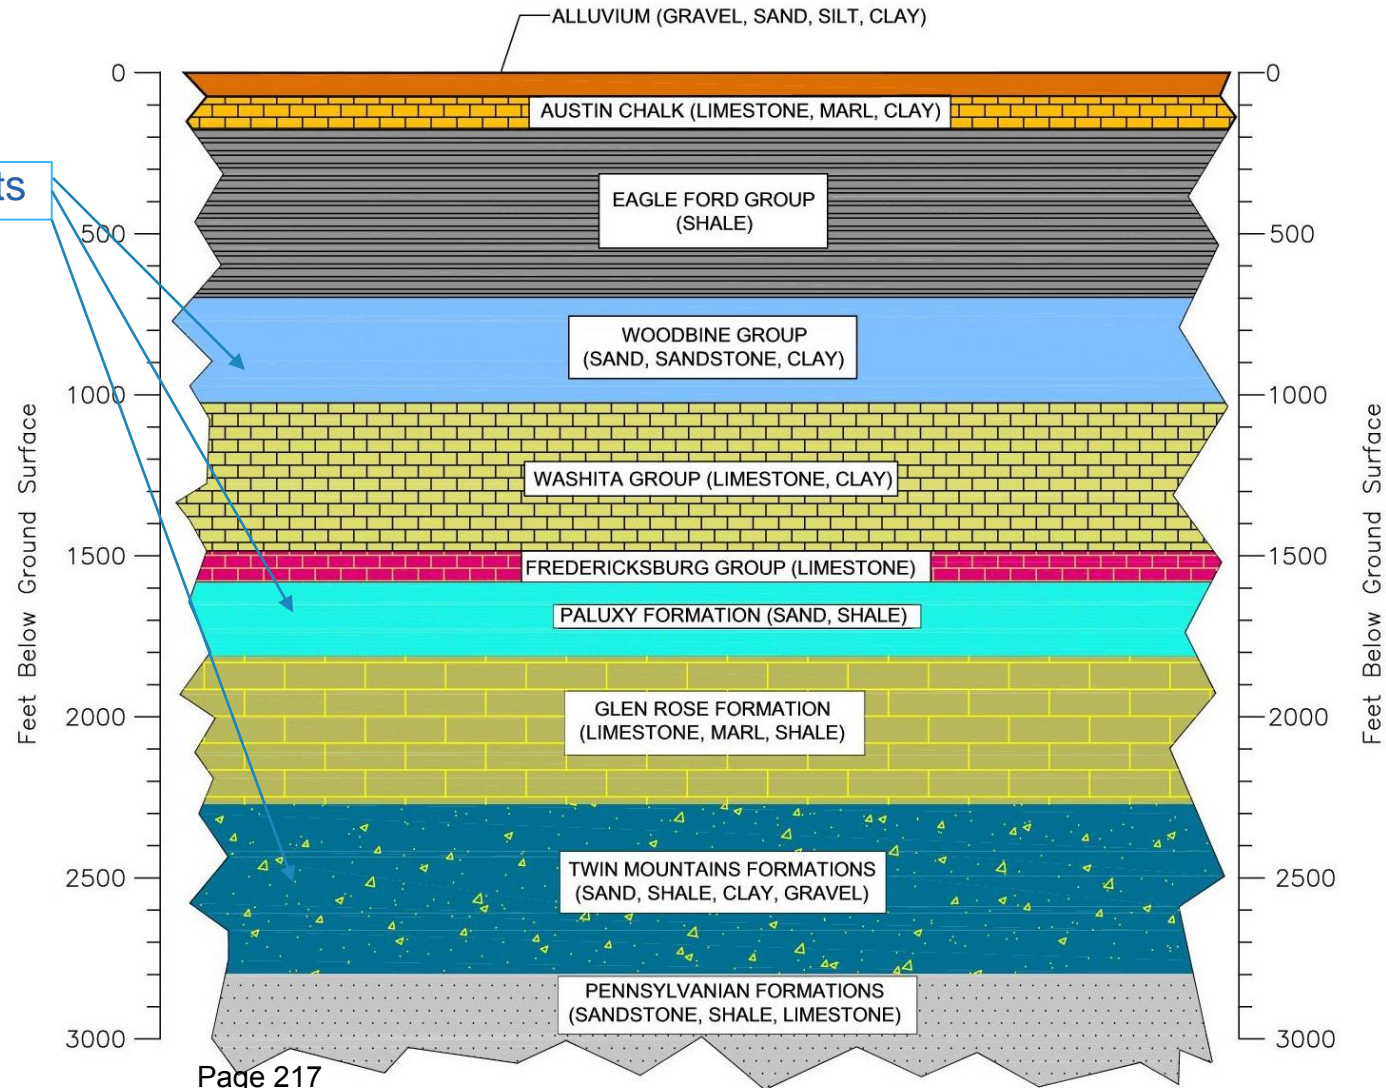 ALLUVIUM (GRAVEL, SAND, SILT, CLAY)
0
0
AUSTIN CHALK (LIMESTONE, MARL, CLAY)
ts
EAGLE FORD GROUP
(SHALE)
500
500
WOODBINE GROUP
(SAND, SANDSTONE, CLAY)
1000
1000
Feet Below Ground Surface
Feet Below Ground Surface
WASHITA GROUP (LIMESTONE, CLAY)
1500
1500
FREDERICKSBURG GROUP (LIMESTONE)
PALUXY FORMATION (SAND, SHALE)
GLEN ROSE FORMATION
(LIMESTONE, MARL, SHALE)
2000
2000
TWIN MOUNTAINS FORMATIONS
(SAND, SHALE, CLAY, GRAVEL)
2500
2500
PENNSYLVANIAN FORMATIONS
(SANDSTONE, SHALE, LIMESTONE)
3000
3000
Page 217